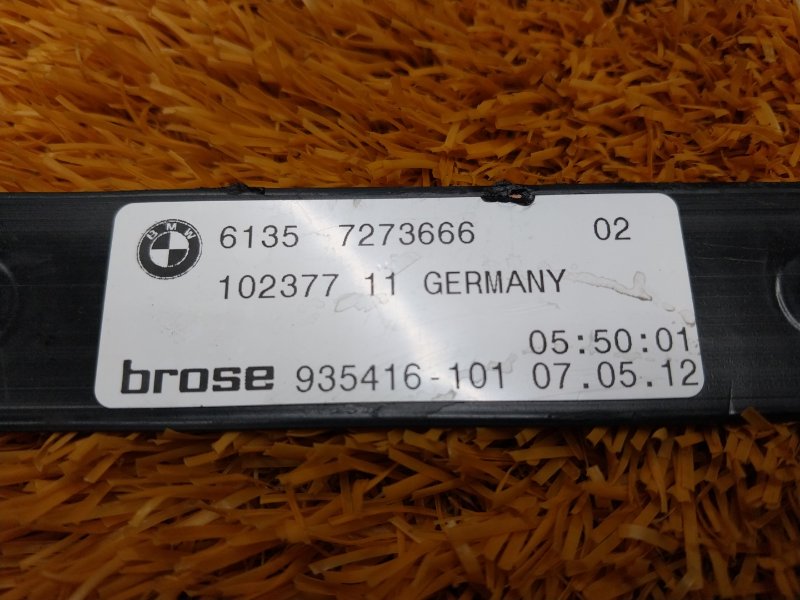 BMW
6135 7273666 02
102377 11 GERMANY
05:50:01
brose 935416-101 07.05.12